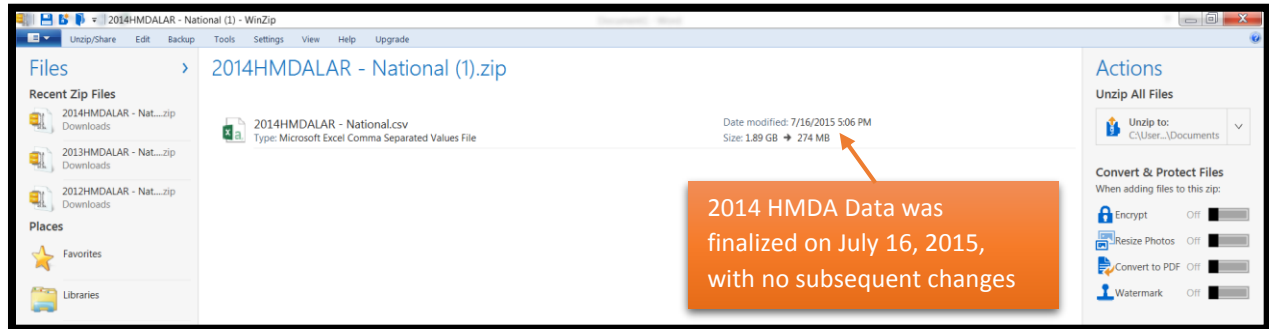 2014HMDALAR - National (1) - WinZip
Unzip/Share Edit Backup Tools Settings View Help Upgrade
Files >
Recent Zip Files
2014HMDALAR - Nat....zip
Downloads
2013HMDALAR - Nat....zip
Downloads
2012HMDALAR - Nat....zip
Downloads
Places
Favorites
Libraries
2014HMDALAR - National (1).zip
2014HMDALAR - National.csv
Type: Microsoft Excel Comma Separated Values File
Date modified: 7/16/2015 5:06 PM
Size: 1.89 GB → 274 MB
2014 HMDA Data was
finalized on July 16, 2015,
with no subsequent changes
Actions
Unzip All Files
Unzip to:
C:\User...\Documents
Convert & Protect Files
When adding files to this zip:
Encrypt Off
Resize Photos Off
Convert to PDF Off
Watermark Off